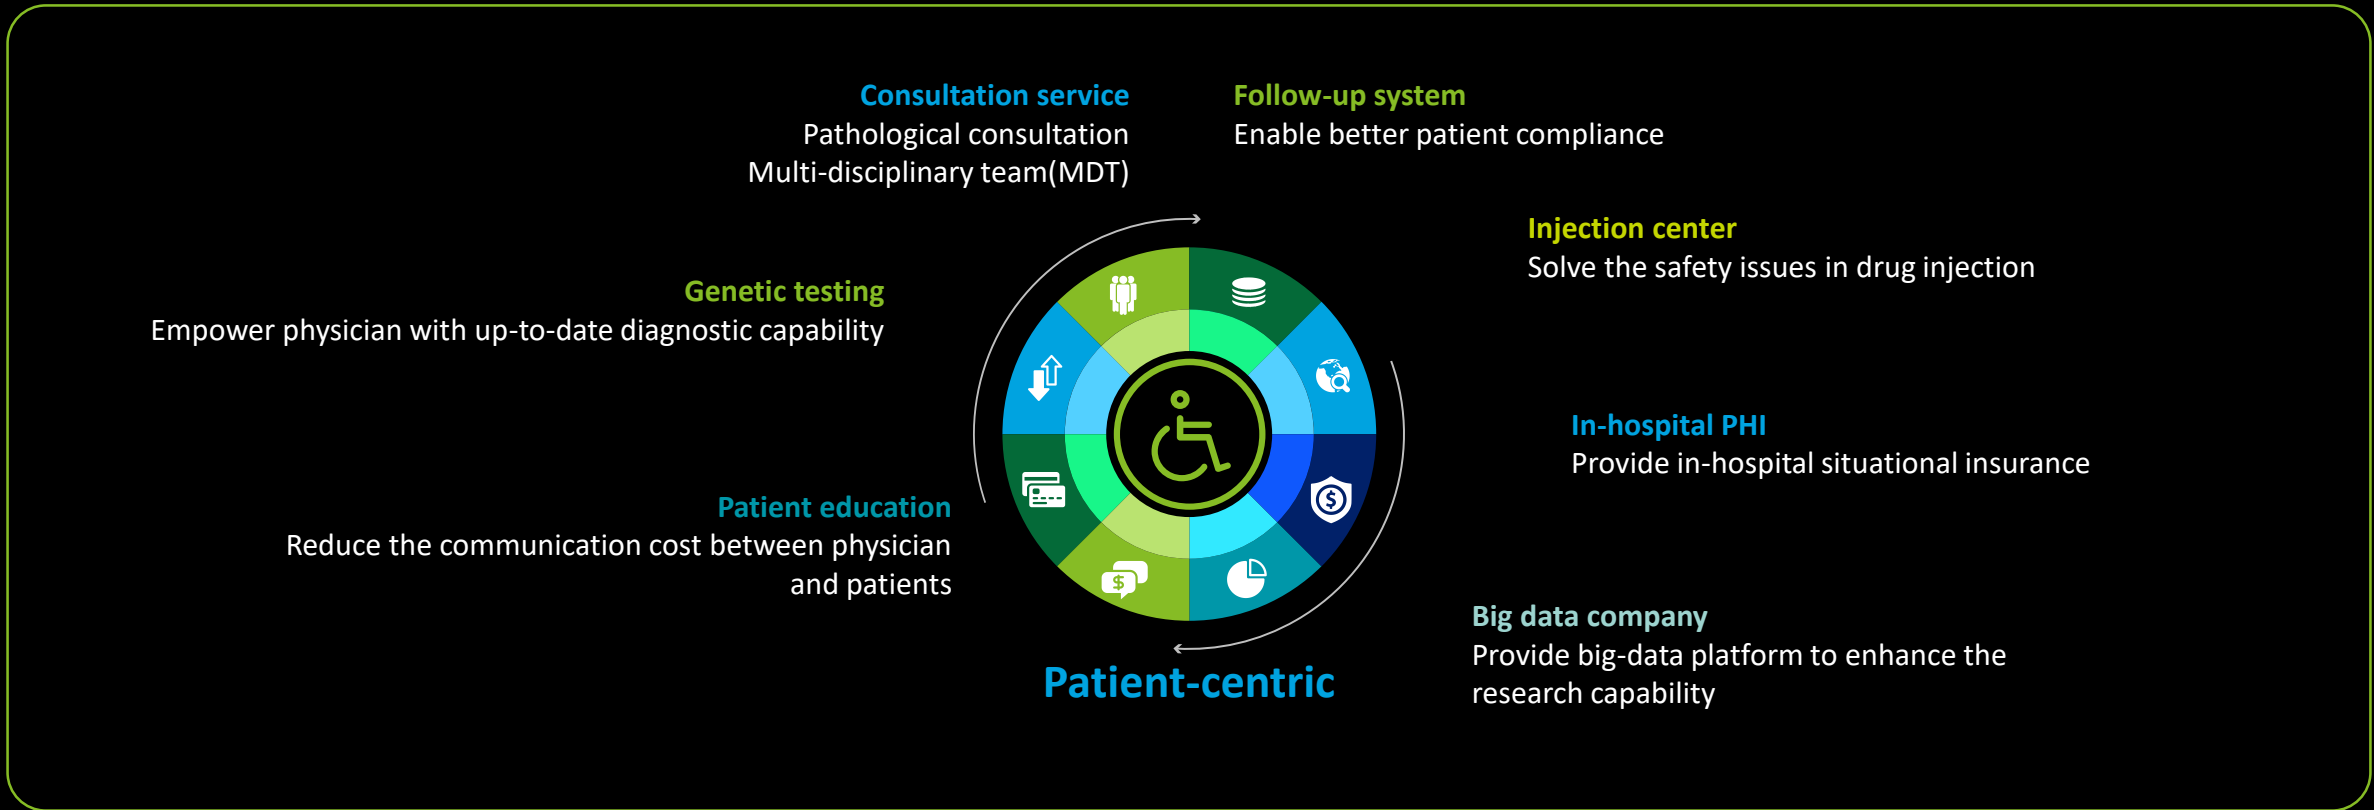 Consultation service
Pathological consultation
Multi-disciplinary team(MDT)
Follow-up system
Enable better patient compliance
Injection center
Solve the safety issues in drug injection
Genetic testing
Empower physician with up-to-date diagnostic capability
In-hospital PHI
Provide in-hospital situational insurance
Patient education
Reduce the communication cost between physician
and patients
Big data company
Provide big-data platform to enhance the
research capability
$
$
Patient-centric